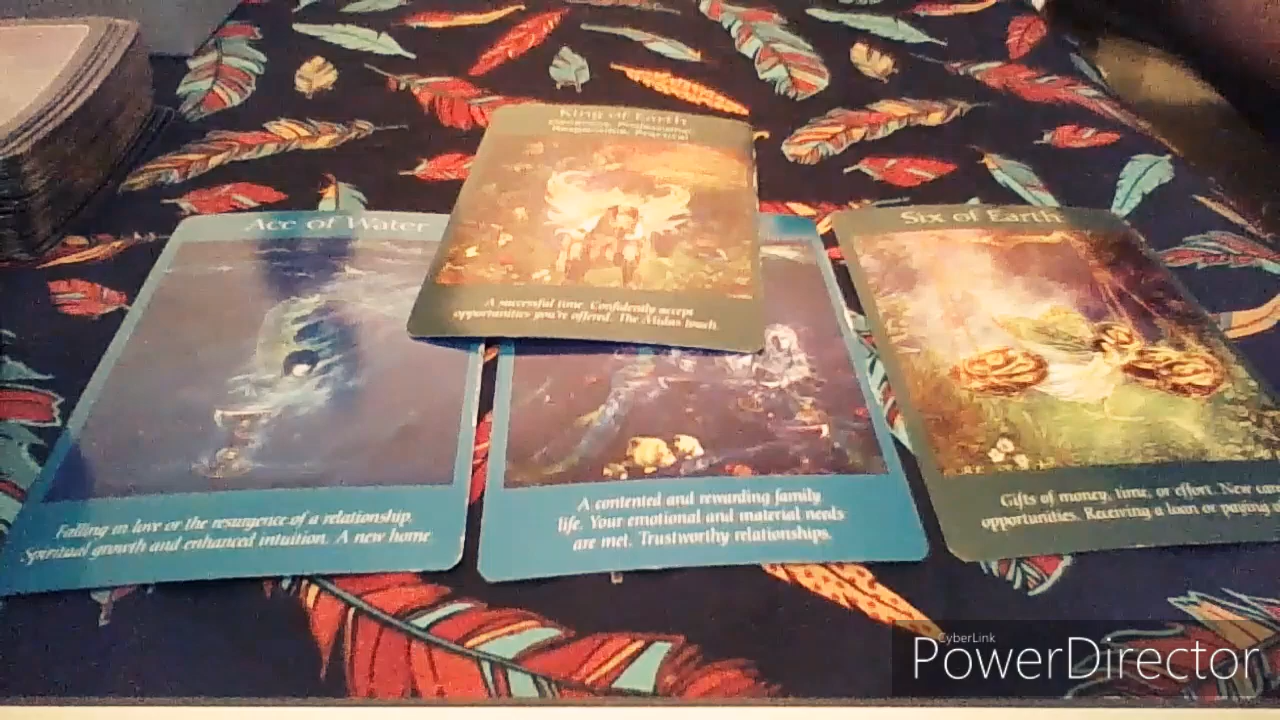 King of Earth
A successful time. Confidently accept
opportunities you're offered. The Midas touch.
Ace of Water
Falling in love or the resurgence of a relationship.
Spiritual growth and enhanced intuition. A new home.
A contented and rewarding family
life. Your emotional and material needs
are met. Trustworthy relationships.
Six of Earth
Gifts of money, time, or effort. New
opportunities. Receiving a loan or paying
CyberLink
PowerDirector